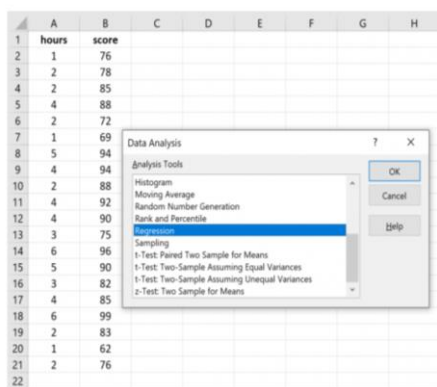 A B C D E F G H
1 hours score
2 1 76
3 2 78
4 2 85
5 4 88
6 2 72
7 1 69
8 5 94
9 4 94
10 2 88
11 4 92
12 4 90
13 3 75
14 6 96
15 5 90
16 3 82
17 4 85
18 6 99
19 2 83
20 1 62
21 2 76
22
Data Analysis ? X
Analysis Tools
Histogram
Moving Average
Random Number Generation
Rank and Percentile
Regression
Sampling
t-Test: Paired Two Sample for Means
t-Test: Two-Sample Assuming Equal Variances
t-Test: Two-Sample Assuming Unequal Variances
z-Test: Two Sample for Means
OK
Cancel
Help